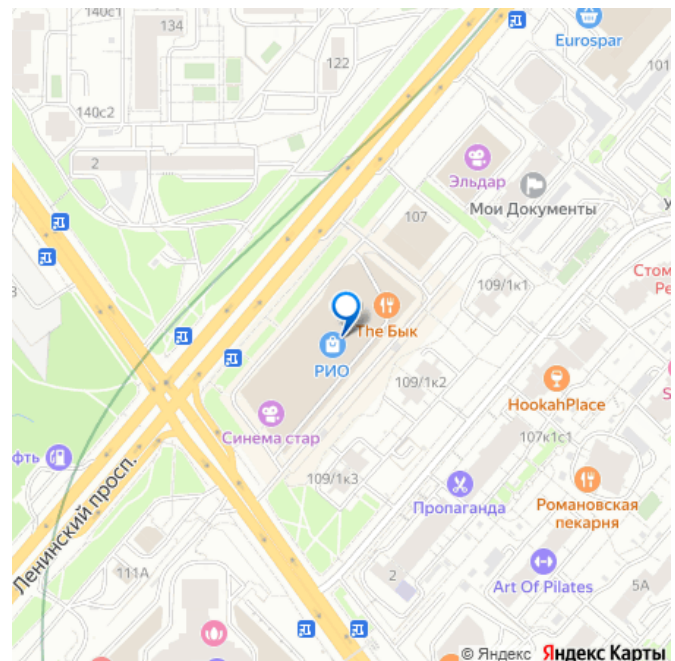 140с1
134
Eurospar
122
101
140с2
2
Эльдар
Мои Документы
107
Стом
Ре
109/1к1
The Бык
РИО
109/1к2
HookahPlace
S
Синема стар
107к1с1
фть
109/1к3
Пропаганда
Романовская
пекарня
Ленинский просп.
111А
2
Art Of Pilates
5А
© Яндекс Яндекс Карты